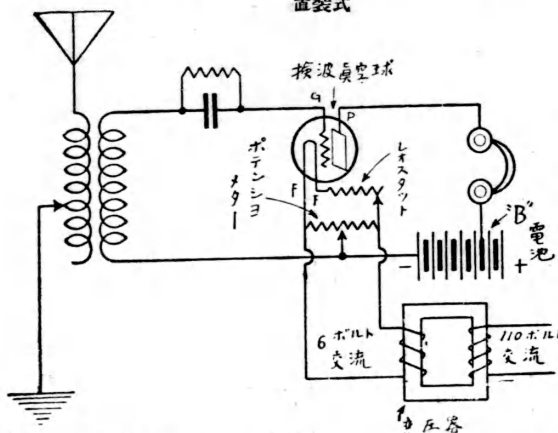 直装式
検波真空球
G
P
レオスタット
ポテンショメター
F
F
"B"
電池
-
+
6ボルト
交流
110ボルト
交流
圧器